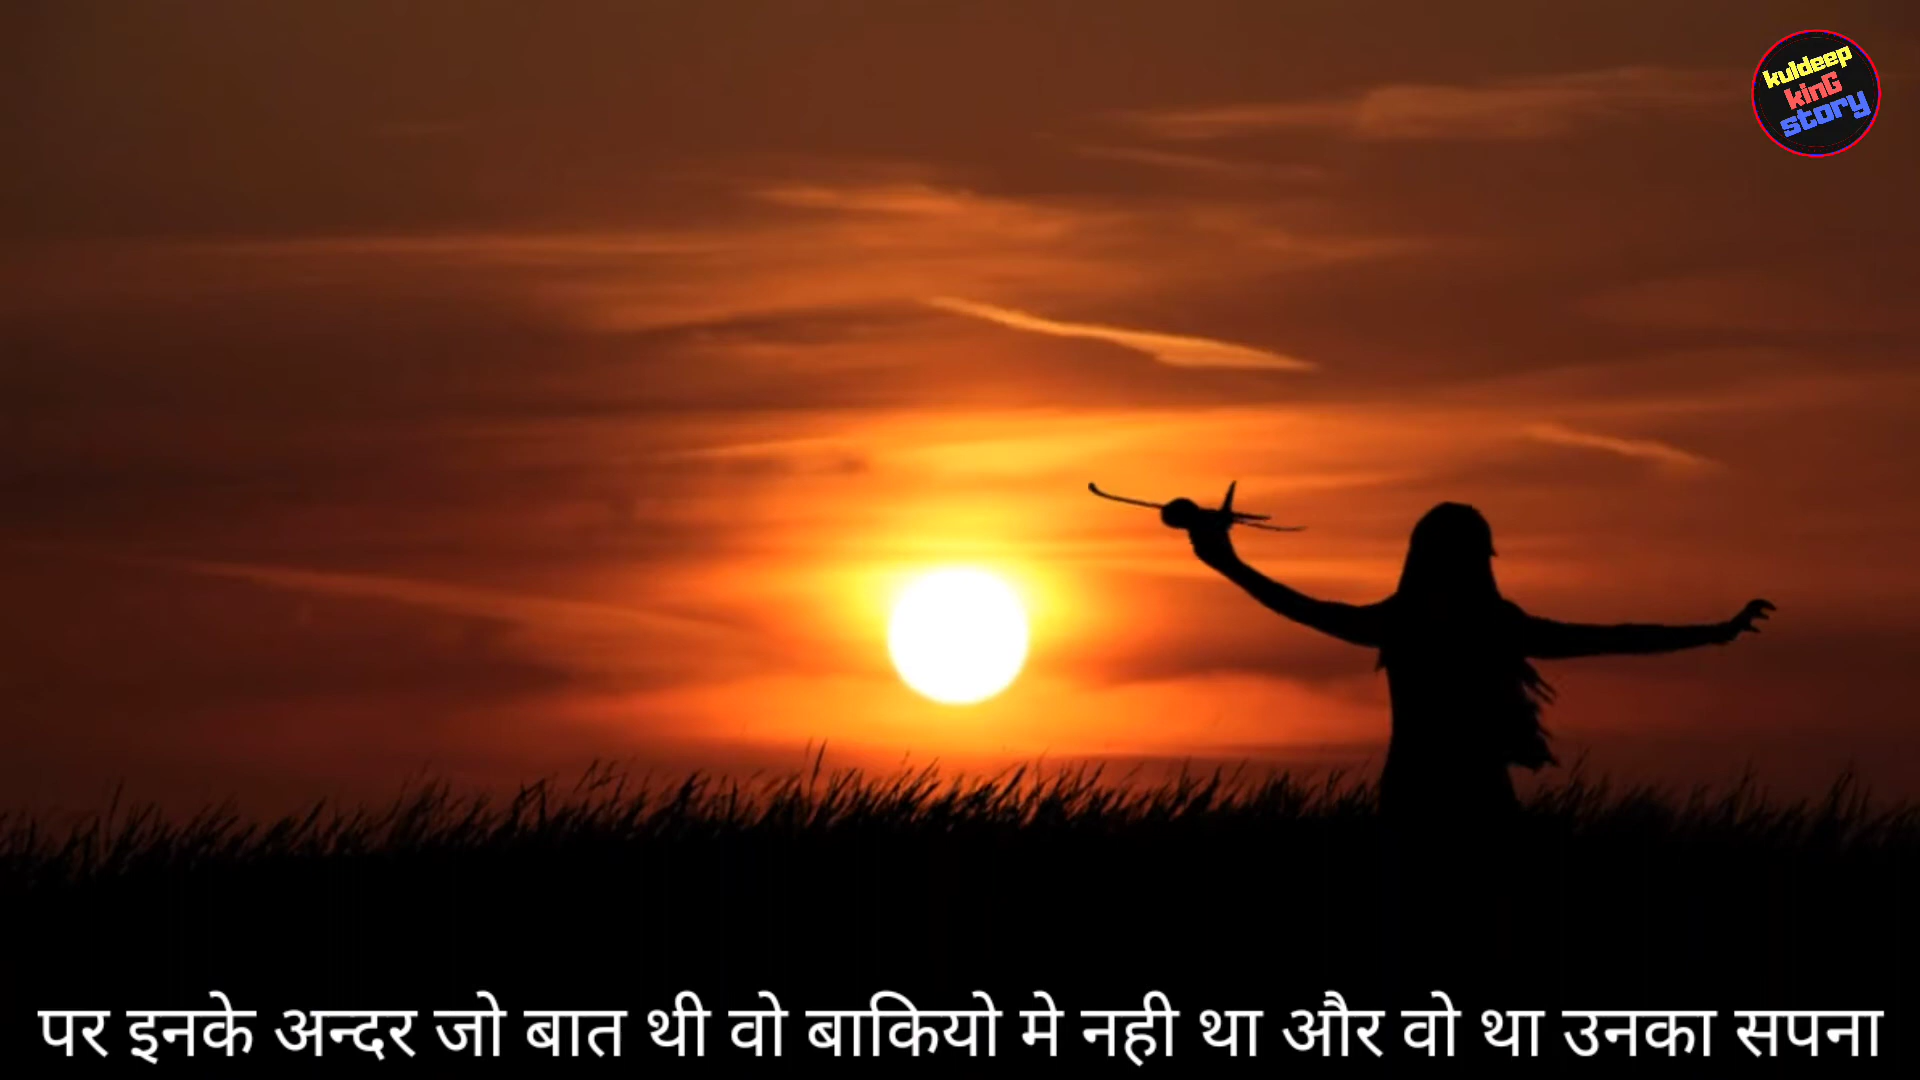 kuldeep
kinG
story
पर इनके अन्दर जो बात थी वो बाकियो मे नही था और वो था उनका सपना